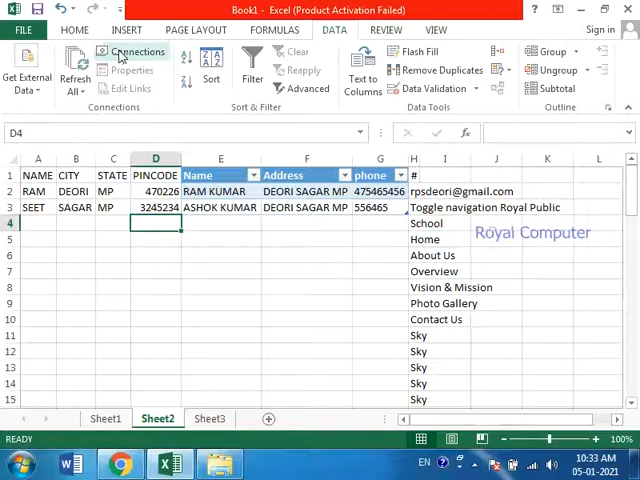 Book1 - Excel (Product Activation Failed)
FILE HOME INSERT PAGE LAYOUT FORMULAS DATA REVIEW VIEW Sign in
Connections
Properties
Edit Links
Get External Data
Refresh All
Sort
Filter
Clear
Reapply
Advanced
Text to Columns
Flash Fill
Remove Duplicates
Data Validation
Group
Ungroup
Subtotal
Connections Sort & Filter Data Tools Outline
D4
A B C D E F G H I J K L
1 NAME CITY STATE PINCODE Name Address phone #
2 RAM DEORI MP 470226 RAM KUMAR DEORI SAGAR MP 475465456 rpsdeori@gmail.com
3 SEET SAGAR MP 3245234 ASHOK KUMAR DEORI SAGAR MP 556465 Toggle navigation Royal Public
4 School
Royal Computer
5 Home
6 About Us
7 Overview
8 Vision & Mission
9 Photo Gallery
10 Contact Us
11 Sky
12 Sky
13 Sky
14 Sky
15 Sky
Sheet1 Sheet2 Sheet3
READY 100%
EN 10:33 AM
05-01-2021